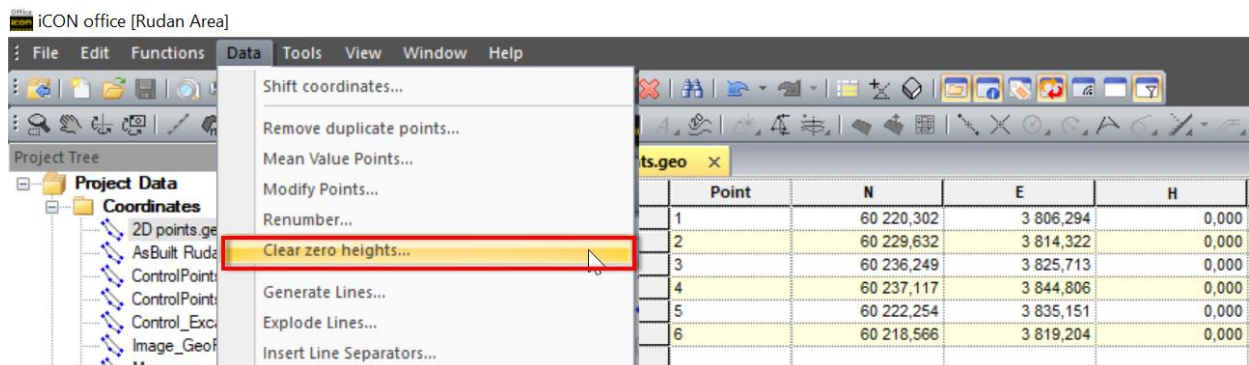 iCON office [Rudan Area]
File Edit Functions Data Tools View Window Help
Shift coordinates...
Remove duplicate points...
Mean Value Points...
Modify Points...
Renumber...
Clear zero heights...
Generate Lines...
Explode Lines...
Insert Line Separators...
Project Tree
Project Data
Coordinates
2D points.ge
AsBuilt Ruda
ControlPoint
ControlPoint
Control_Exc
Image_GeoF
ts.geo
Point N E H
1 60 220,302 3 806,294 0,000
2 60 229,632 3 814,322 0,000
3 60 236,249 3 825,713 0,000
4 60 237,117 3 844,806 0,000
5 60 222,254 3 835,151 0,000
6 60 218,566 3 819,204 0,000